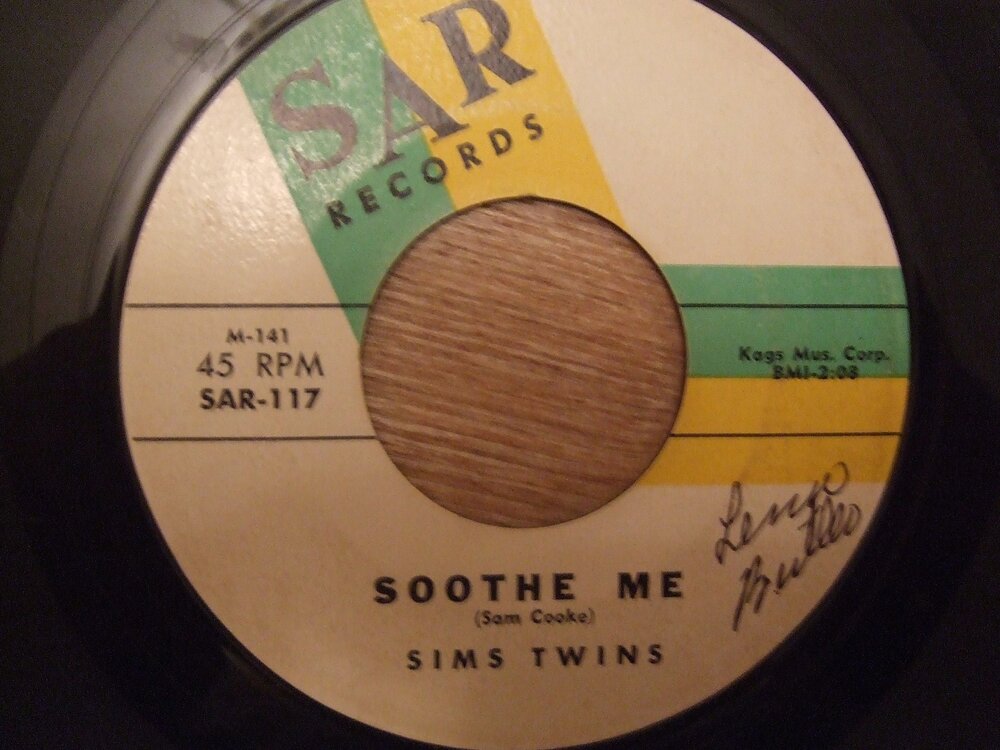 SAR
RECORDS
M-141
45 RPM
SAR-117
Kags Mus. Corp.
BMI-2:08
SOOTHE ME
(Sam Cooke)
SIMS TWINS